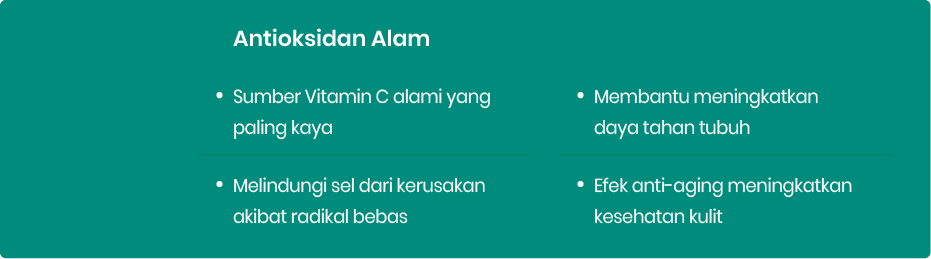 Antioksidan Alam
• Sumber Vitamin C alami yang
paling kaya
• Membantu meningkatkan
daya tahan tubuh
• Melindungi sel dari kerusakan
akibat radikal bebas
• Efek anti-aging meningkatkan
kesehatan kulit